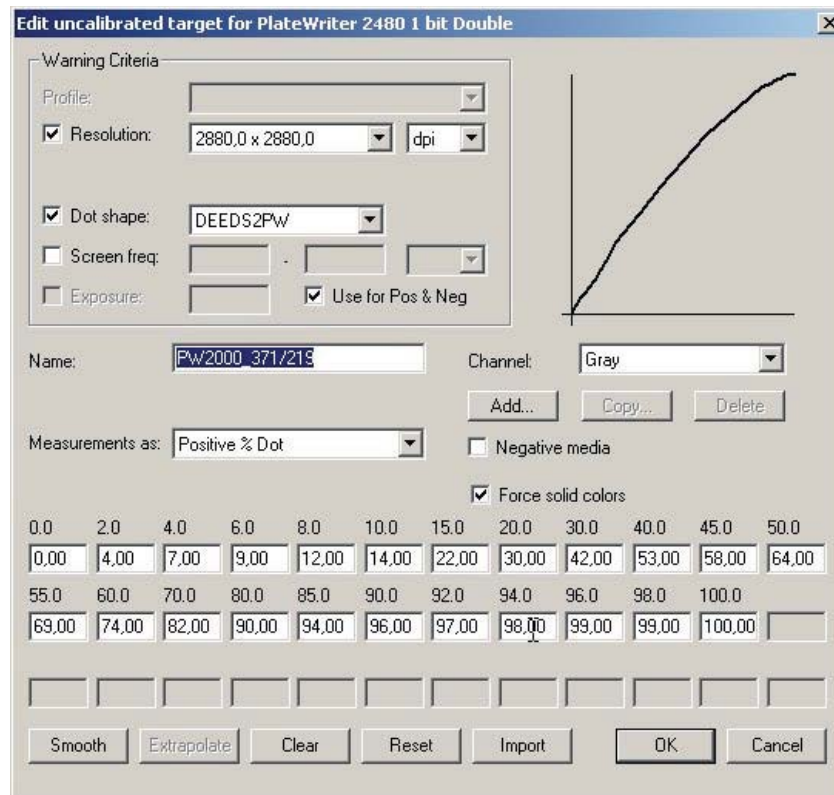 Edit uncalibrated target for PlateWriter 2480 1 bit Double
Warning Criteria
Profile:
Resolution: 2880,0 x 2880,0 dpi
Dot shape: DEEDS2PW
Screen freq: -
Exposure: Use for Pos & Neg
Name: PW2000_371/219
Channel: Gray
Add... Copy... Delete
Measurements as: Positive % Dot
Negative media
Force solid colors
0.0 2.0 4.0 6.0 8.0 10.0 15.0 20.0 30.0 40.0 45.0 50.0
0,00 4,00 7,00 9,00 12,00 14,00 22,00 30,00 42,00 53,00 58,00 64,00
55.0 60.0 70.0 80.0 85.0 90.0 92.0 94.0 96.0 98.0 100.0
69,00 74,00 82,00 90,00 94,00 96,00 97,00 98,00 99,00 99,00 100,00
Smooth Extrapolate Clear Reset Import OK Cancel